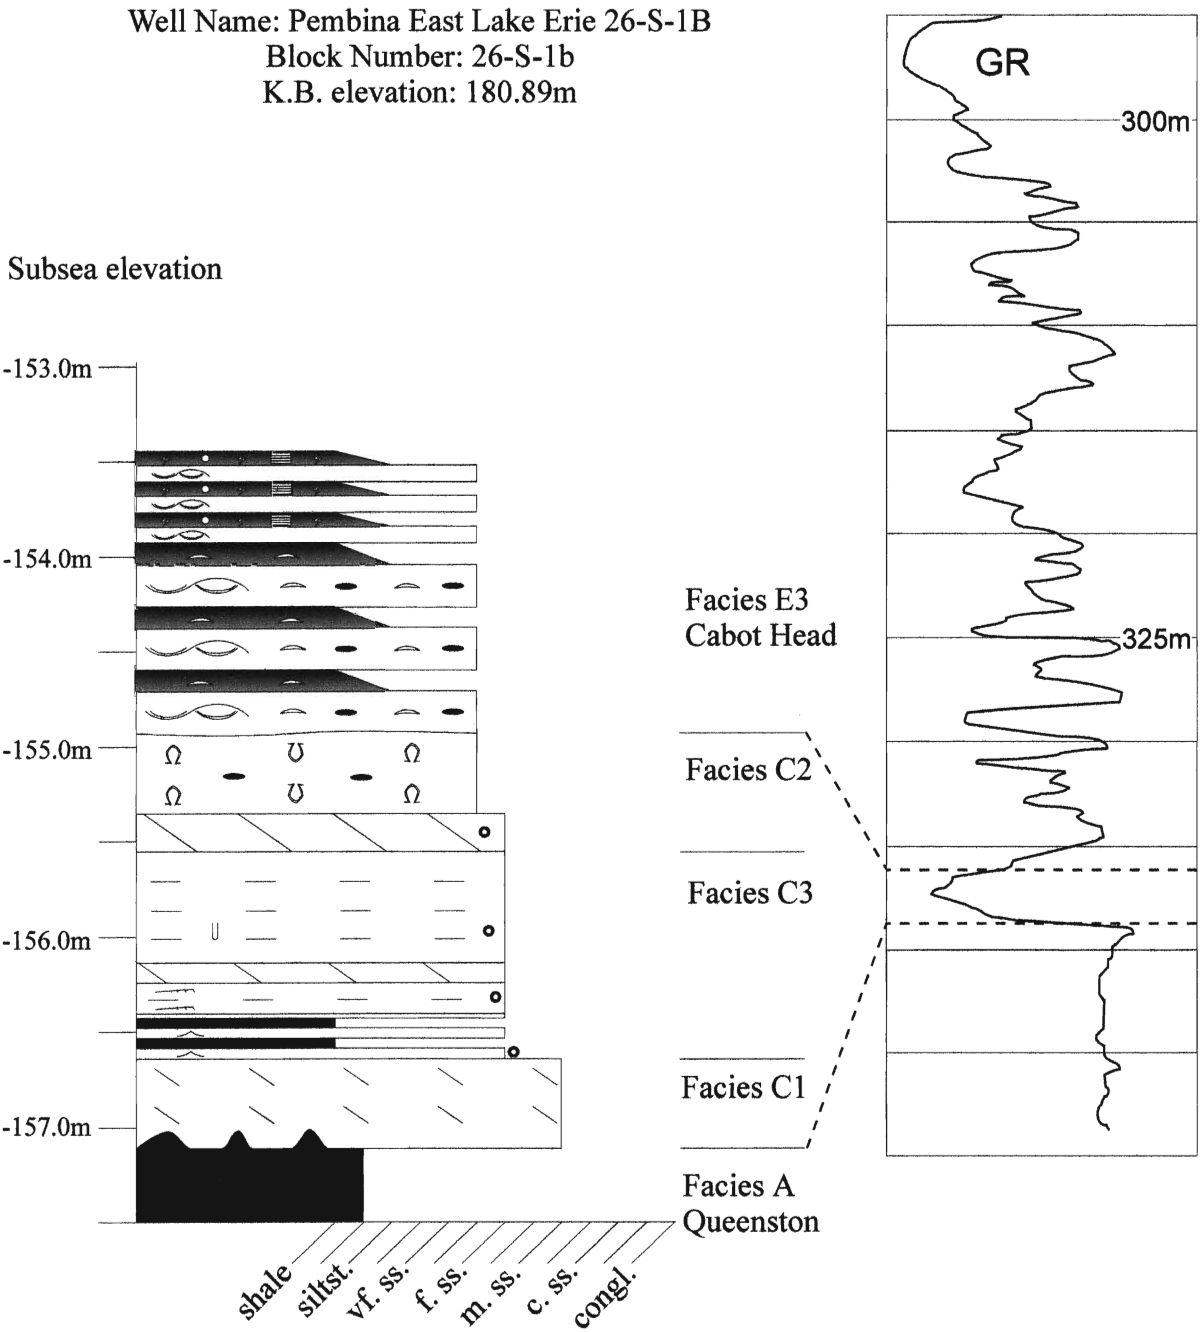 Well Name: Pembina East Lake Erie 26-S-1B
Block Number: 26-S-1b
K.B. elevation: 180.89m
GR
300m
Subsea elevation
-153.0m
-154.0m
Facies E3
Cabot Head
325m
-155.0m
Facies C2
Facies C3
-156.0m
Facies C1
-157.0m
Facies A
Queenston
shale
siltst.
vf. ss.
f. ss.
m. ss.
c. ss.
congl.